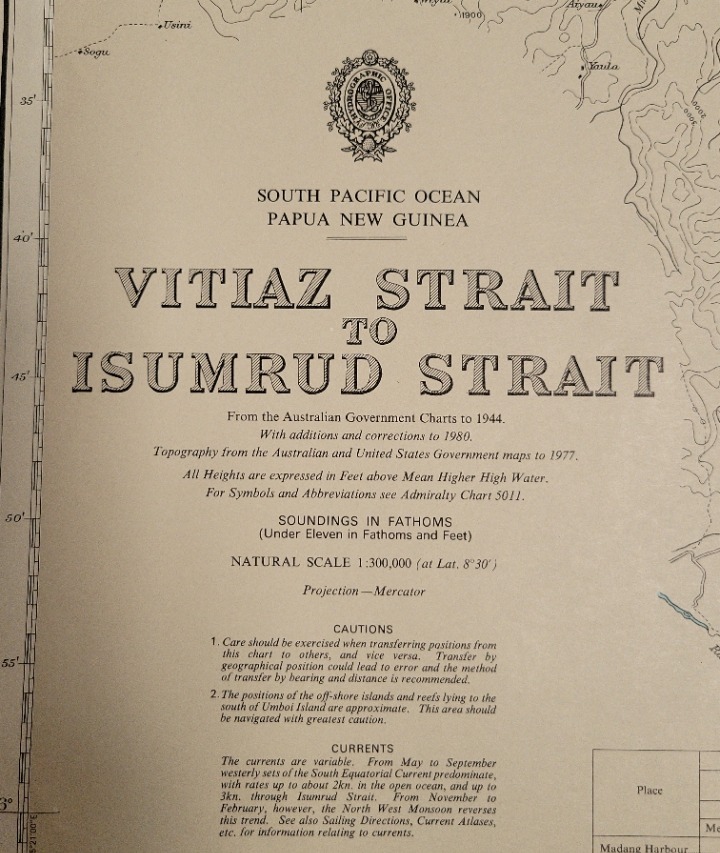 1900
Aiyau
Usini
Sogu
Yaula
35'
HYDROGRAPHIC OFFICE
2000
3000
SOUTH PACIFIC OCEAN
PAPUA NEW GUINEA
40'
VITIAZ STRAIT
TO
ISUMRUD STRAIT
45'
From the Australian Government Charts to 1944.
With additions and corrections to 1980.
Topography from the Australian and United States Government maps to 1977.
All Heights are expressed in Feet above Mean Higher High Water.
For Symbols and Abbreviations see Admiralty Chart 5011.
50'
SOUNDINGS IN FATHOMS
(Under Eleven in Fathoms and Feet)
NATURAL SCALE 1:300,000 (at Lat. 8°30')
Projection—Mercator
CAUTIONS
1. Care should be exercised when transferring positions from
this chart to others, and vice versa. Transfer by
geographical position could lead to error and the method
of transfer by bearing and distance is recommended.
55'
2. The positions of the off-shore islands and reefs lying to the
south of Umboi Island are approximate. This area should
be navigated with greatest caution.
CURRENTS
The currents are variable. From May to September
westerly sets of the South Equatorial Current predominate,
with rates up to about 2kn. in the open ocean, and up to
3kn. through Isumrud Strait. From November to
February, however, the North West Monsoon reverses
this trend. See also Sailing Directions, Current Atlases,
etc. for information relating to currents.
Place
Me
Madang Harbour